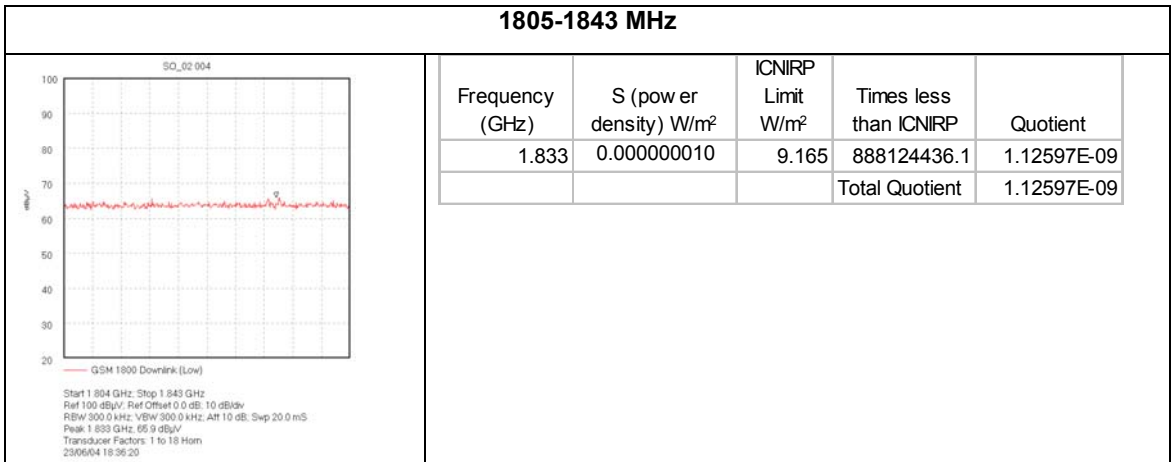 1805-1843 MHz
SO_02 004
100
90
80
70
60
50
40
30
20
dBµV
GSM 1800 Downlink (Low)
Start 1.804 GHz; Stop 1.843 GHz
Ref 100 dBµV; Ref Offset 0.0 dB; 10 dB/div
RBW 300.0 kHz; VBW 300.0 kHz; Att 10 dB; Swp 20.0 mS
Peak 1.833 GHz, 65.9 dBµV
Transducer Factors: 1 to 18 Horn
23/06/04 18:36:20
Frequency (GHz) S (pow er density) W/m² ICNIRP Limit W/m² Times less than ICNIRP Quotient
1.833 0.000000010 9.165 888124436.1 1.12597E-09
Total Quotient 1.12597E-09